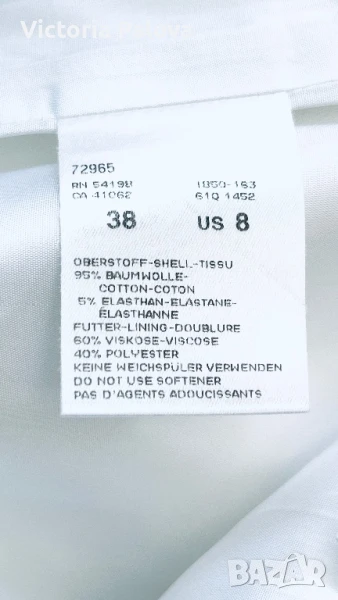 72965
RN 54198 1850-163
CA 41062 61Q 1452
38 US 8
OBERSTOFF-SHELL-TISSU
95% BAUMWOLLE-
COTTON-COTON
5% ELASTHAN-ELASTANE-
ÉLASTHANNE
FUTTER-LINING-DOUBLURE
60% VISKOSE-VISCOSE
40% POLYESTER
KEINE WEICHSPÜLER VERWENDEN
DO NOT USE SOFTENER
PAS D'AGENTS ADOUCISSANTS
BAZAR